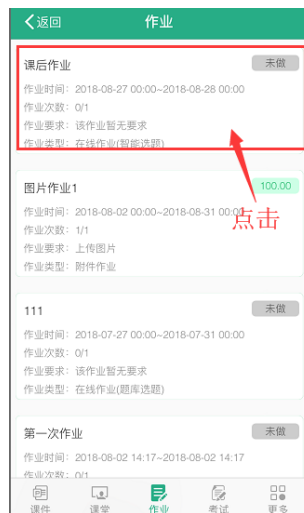 返回
作业
课后作业
未做
作业时间：2018-08-27 00:00~2018-08-28 00:00
作业次数：0/1
作业要求：该作业暂无要求
作业类型：在线作业(智能选题)
点击
图片作业1
100.00
作业时间：2018-08-02 00:00~2018-08-31 00:00
作业次数：1/1
作业要求：上传图片
作业类型：附件作业
111
未做
作业时间：2018-07-27 00:00~2018-07-31 00:00
作业次数：0/1
作业要求：该作业暂无要求
作业类型：在线作业(题库选题)
第一次作业
未做
作业时间：2018-08-02 14:17~2018-08-02 14:17
作业次数：0/1
课件
课堂
作业
考试
更多